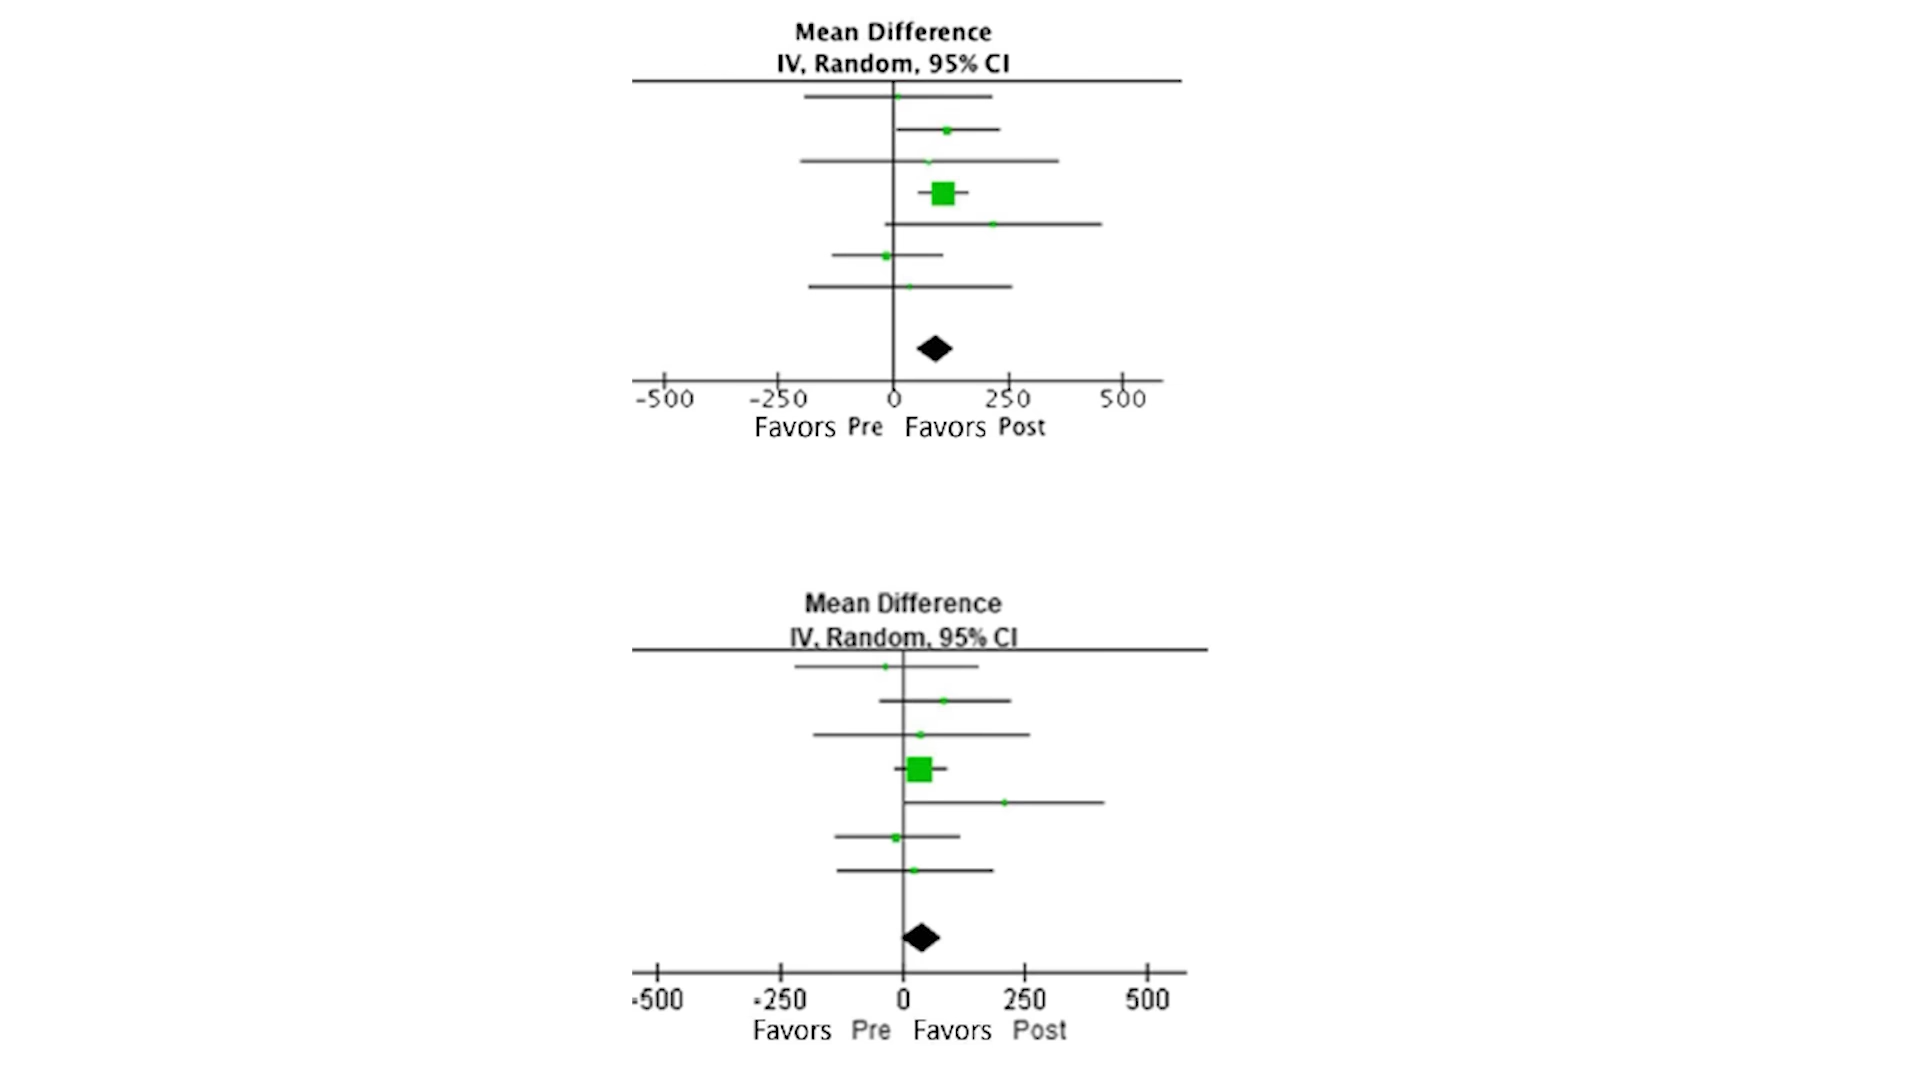 Mean Difference
IV, Random, 95% CI
-500 -250 0 250 500
Favors Pre Favors Post
Mean Difference
IV, Random, 95% CI
-500 -250 0 250 500
Favors Pre Favors Post